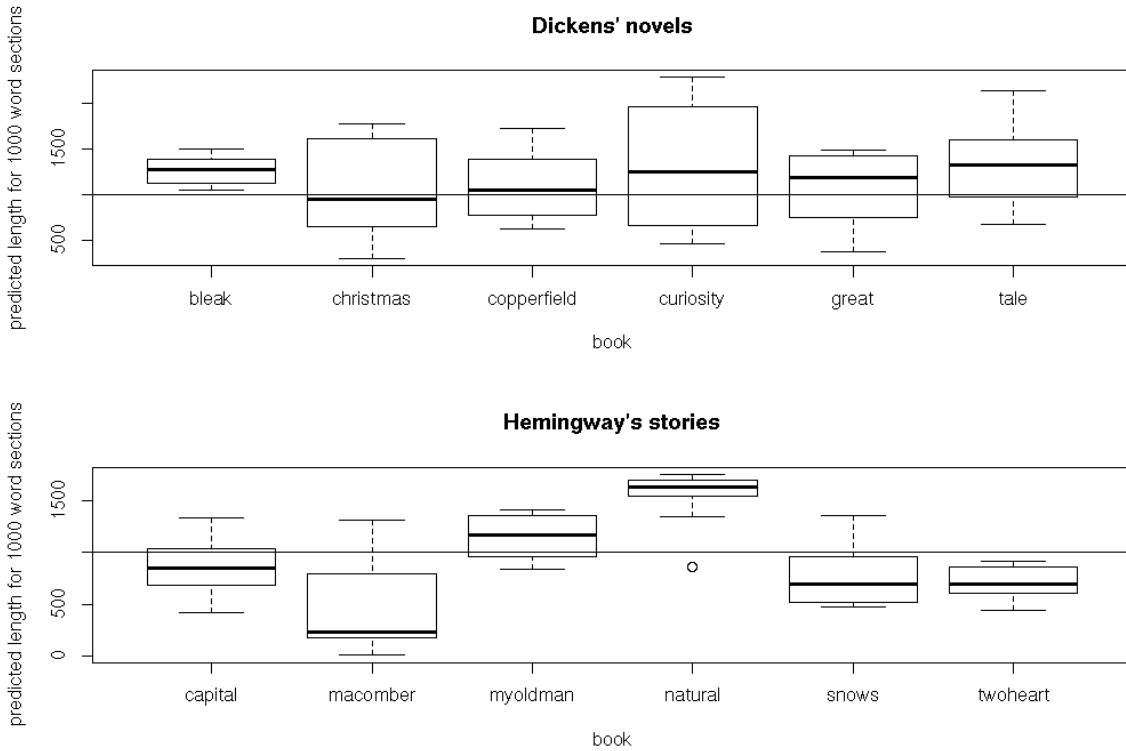 Dickens' novels
predicted length for 1000 word sections
1500
500
bleak christmas copperfield curiosity great tale
book
Hemingway's stories
predicted length for 1000 word sections
1500
500
0
capital macomber myoldman natural snows twoheart
book